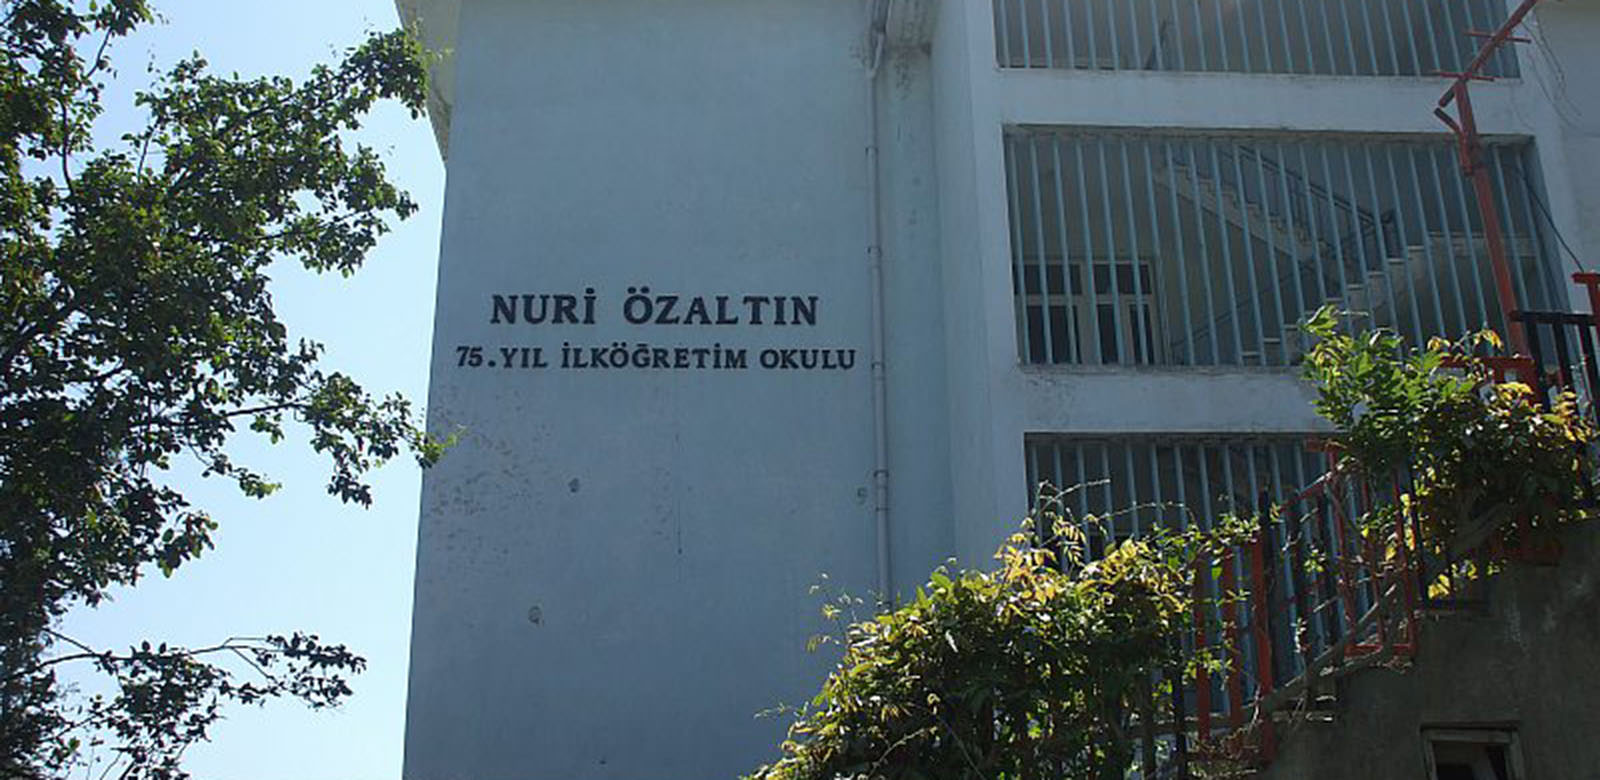 NURİ ÖZALTIN
75.YIL İLKÖĞRETİM OKULU